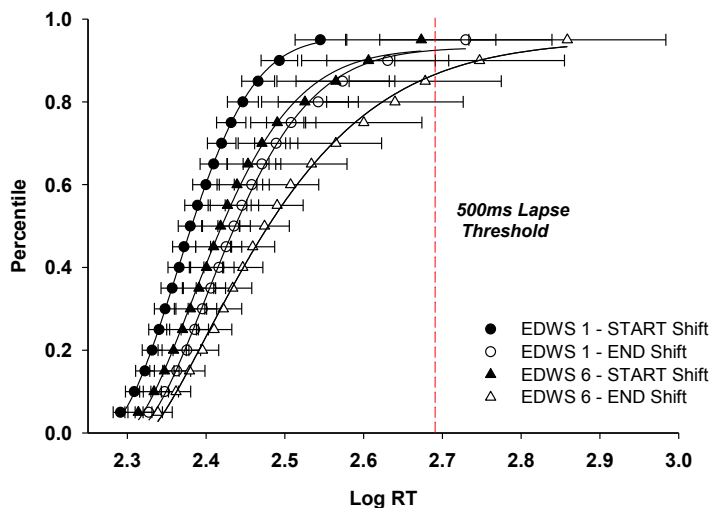 1.0
0.8
0.6
0.4
0.2
0.0
Percentile
2.3 2.4 2.5 2.6 2.7 2.8 2.9 3.0
Log RT
500ms Lapse
Threshold
EDWS 1 - START Shift
EDWS 1 - END Shift
EDWS 6 - START Shift
EDWS 6 - END Shift